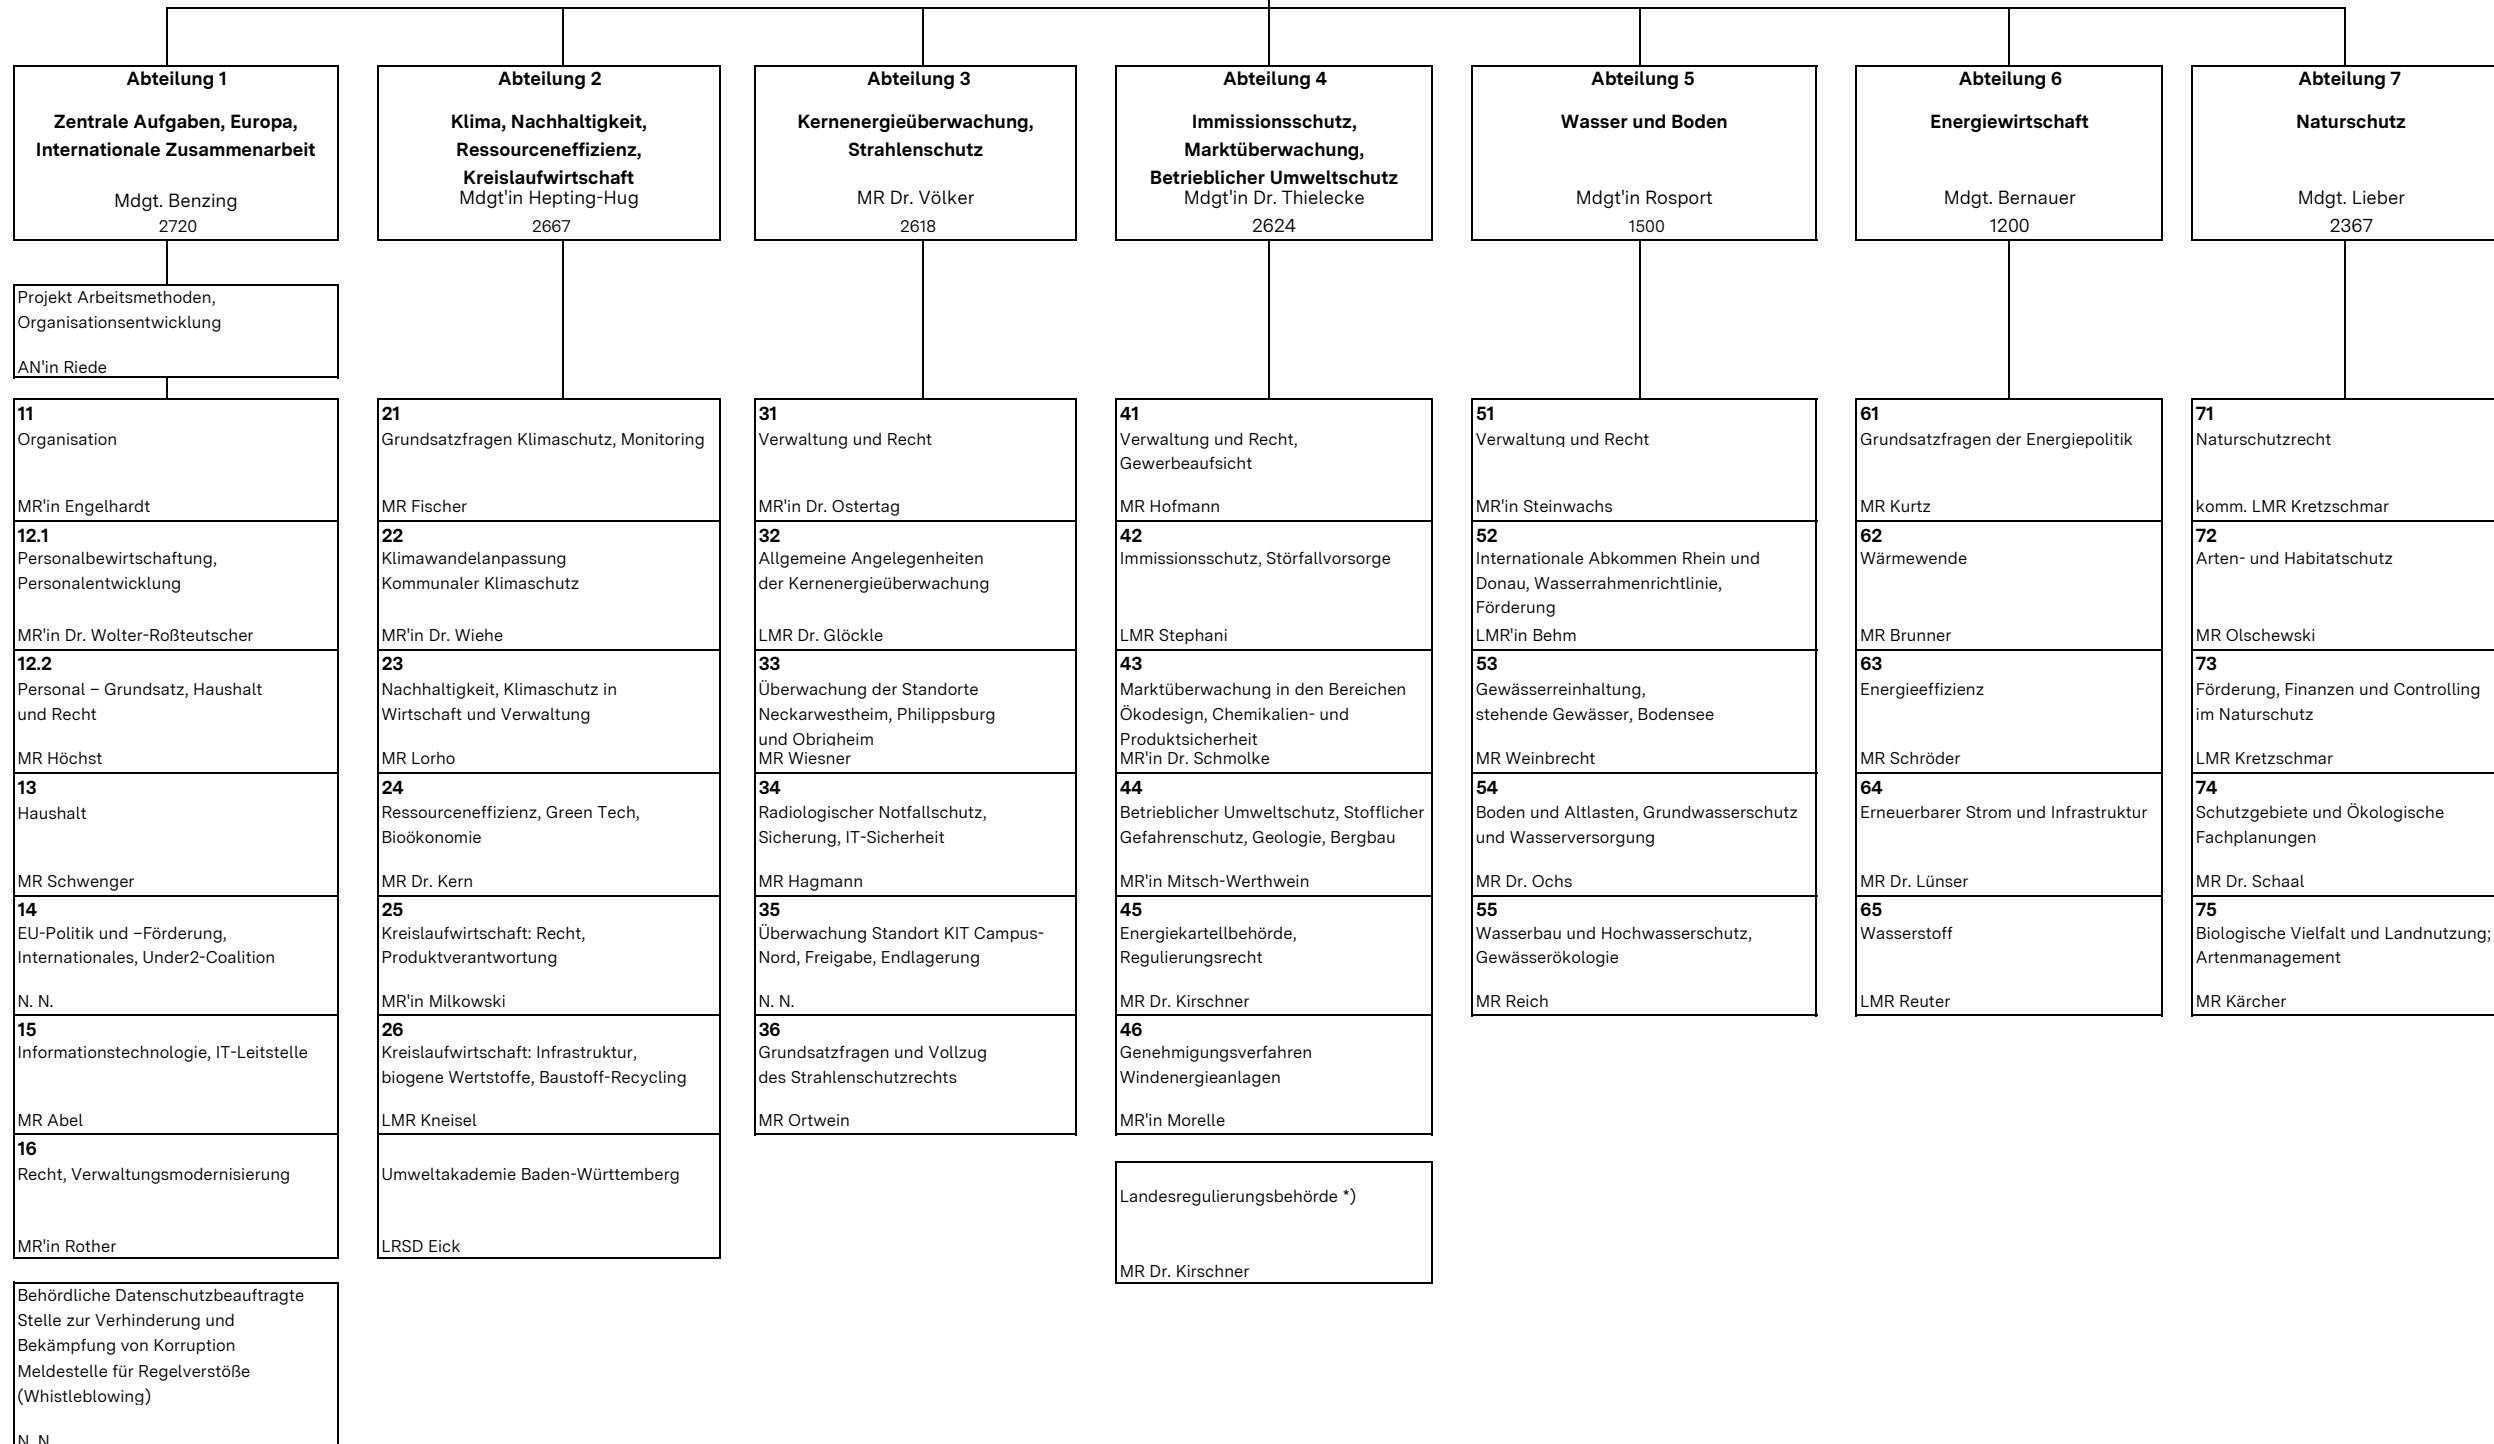 Abteilung 1
Zentrale Aufgaben, Europa,
Internationale Zusammenarbeit
Mdgt. Benzing
2720
Projekt Arbeitsmethoden,
Organisationsentwicklung
AN'in Riede
11
Organisation
MR'in Engelhardt
12.1
Personalbewirtschaftung,
Personalentwicklung
MR'in Dr. Wolter-Roßteutscher
12.2
Personal – Grundsatz, Haushalt
und Recht
MR Höchst
13
Haushalt
MR Schwenger
14
EU-Politik und –Förderung,
Internationales, Under2-Coalition
N. N.
15
Informationstechnologie, IT-Leitstelle
MR Abel
16
Recht, Verwaltungsmodernisierung
MR'in Rother
Behördliche Datenschutzbeauftragte
Stelle zur Verhinderung und
Bekämpfung von Korruption
Meldestelle für Regelverstöße
(Whistleblowing)
N. N.
Abteilung 2
Klima, Nachhaltigkeit,
Ressourceneffizienz,
Kreislaufwirtschaft
Mdgt'in Hepting-Hug
2667
21
Grundsatzfragen Klimaschutz, Monitoring
MR Fischer
22
Klimawandelanpassung
Kommunaler Klimaschutz
MR'in Dr. Wiehe
23
Nachhaltigkeit, Klimaschutz in
Wirtschaft und Verwaltung
MR Lorho
24
Ressourceneffizienz, Green Tech,
Bioökonomie
MR Dr. Kern
25
Kreislaufwirtschaft: Recht,
Produktverantwortung
MR'in Milkowski
26
Kreislaufwirtschaft: Infrastruktur,
biogene Wertstoffe, Baustoff-Recycling
LMR Kneisel
Umweltakademie Baden-Württemberg
LRSD Eick
Abteilung 3
Kernenergieüberwachung,
Strahlenschutz
MR Dr. Völker
2618
31
Verwaltung und Recht
MR'in Dr. Ostertag
32
Allgemeine Angelegenheiten
der Kernenergieüberwachung
LMR Dr. Glöckle
33
Überwachung der Standorte
Neckarwestheim, Philippsburg
und Obrigheim
MR Wiesner
34
Radiologischer Notfallschutz,
Sicherung, IT-Sicherheit
MR Hagmann
35
Überwachung Standort KIT Campus-
Nord, Freigabe, Endlagerung
N. N.
36
Grundsatzfragen und Vollzug
des Strahlenschutzrechts
MR Ortwein
Abteilung 4
Immissionsschutz,
Marktüberwachung,
Betrieblicher Umweltschutz
Mdgt'in Dr. Thielecke
2624
41
Verwaltung und Recht,
Gewerbeaufsicht
MR Hofmann
42
Immissionsschutz, Störfallvorsorge
LMR Stephani
43
Marktüberwachung in den Bereichen
Ökodesign, Chemikalien- und
Produktsicherheit
MR'in Dr. Schmolke
44
Betrieblicher Umweltschutz, Stofflicher
Gefahrenschutz, Geologie, Bergbau
MR'in Mitsch-Werthwein
45
Energiekartellbehörde,
Regulierungsrecht
MR Dr. Kirschner
46
Genehmigungsverfahren
Windenergieanlagen
MR'in Morelle
Landesregulierungsbehörde *)
MR Dr. Kirschner
Abteilung 5
Wasser und Boden
Mdgt'in Rosport
1500
51
Verwaltung und Recht
MR'in Steinwachs
52
Internationale Abkommen Rhein und
Donau, Wasserrahmenrichtlinie,
Förderung
LMR'in Behm
53
Gewässerreinhaltung,
stehende Gewässer, Bodensee
MR Weinbrecht
54
Boden und Altlasten, Grundwasserschutz
und Wasserversorgung
MR Dr. Ochs
55
Wasserbau und Hochwasserschutz,
Gewässerökologie
MR Reich
Abteilung 6
Energiewirtschaft
Mdgt. Bernauer
1200
61
Grundsatzfragen der Energiepolitik
MR Kurtz
62
Wärmewende
MR Brunner
63
Energieeffizienz
MR Schröder
64
Erneuerbarer Strom und Infrastruktur
MR Dr. Lünser
65
Wasserstoff
LMR Reuter
Abteilung 7
Naturschutz
Mdgt. Lieber
2367
71
Naturschutzrecht
komm. LMR Kretzschmar
72
Arten- und Habitatschutz
MR Olschewski
73
Förderung, Finanzen und Controlling
im Naturschutz
LMR Kretzschmar
74
Schutzgebiete und Ökologische
Fachplanungen
MR Dr. Schaal
75
Biologische Vielfalt und Landnutzung;
Artenmanagement
MR Kärcher